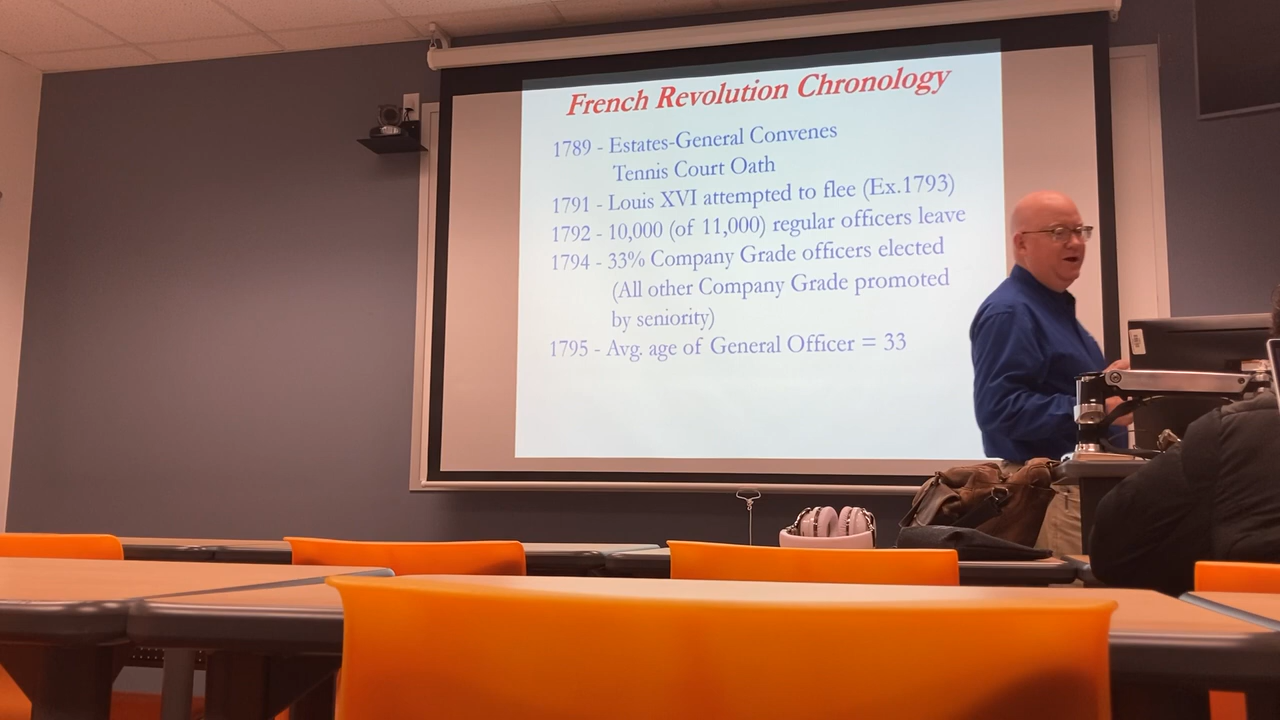 French Revolution Chronology
1789 - Estates-General Convenes
Tennis Court Oath
1791 - Louis XVI attempted to flee (Ex.1793)
1792 - 10,000 (of 11,000) regular officers leave
1794 - 33% Company Grade officers elected
(All other Company Grade promoted
by seniority)
1795 - Avg. age of General Officer = 33